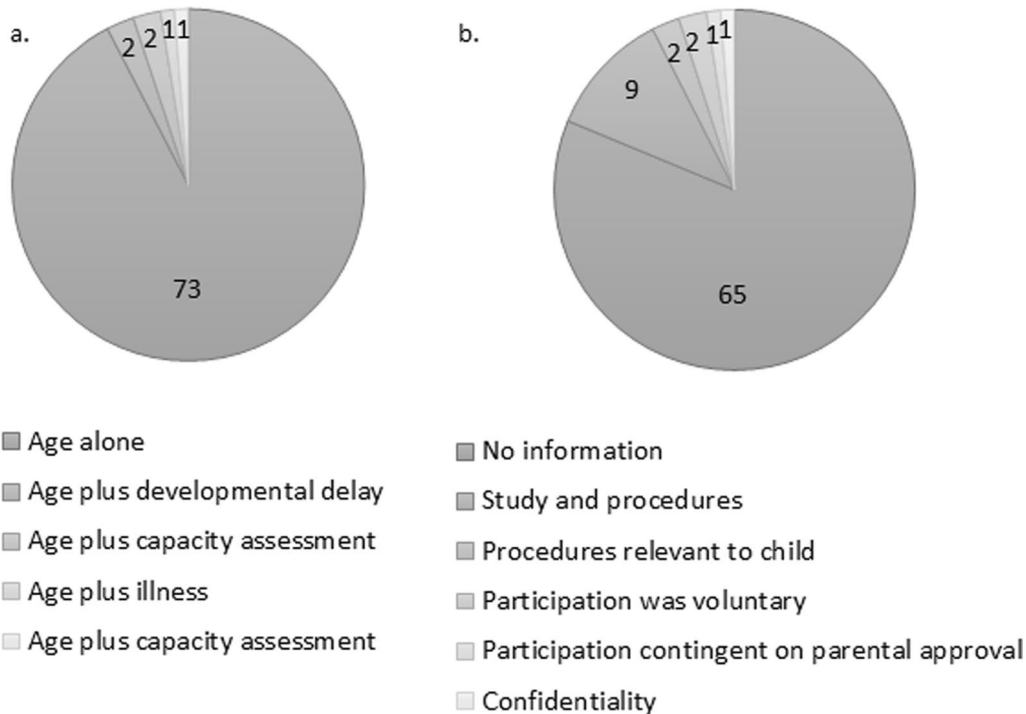 a.
2
2
1
1
73
Age alone
Age plus developmental delay
Age plus capacity assessment
Age plus illness
Age plus capacity assessment
b.
9
2
2
1
1
65
No information
Study and procedures
Procedures relevant to child
Participation was voluntary
Participation contingent on parental approval
Confidentiality